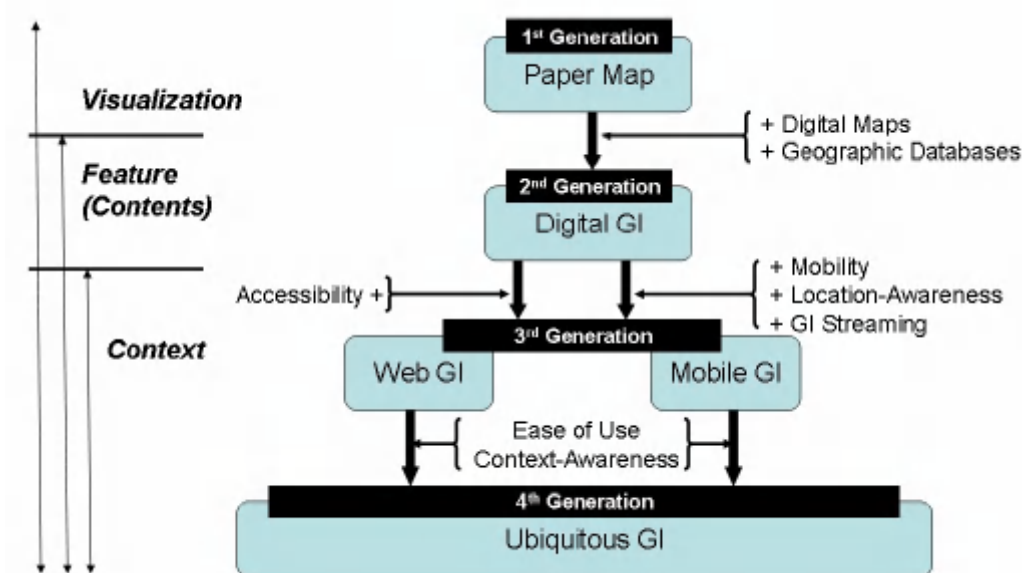 1st Generation
Paper Map
Visualization
+ Digital Maps
+ Geographic Databases
Feature
(Contents)
2nd Generation
Digital GI
Accessibility +
+ Mobility
+ Location-Awareness
+ GI Streaming
Context
3rd Generation
Web GI
Mobile GI
Ease of Use
Context-Awareness
4th Generation
Ubiquitous GI